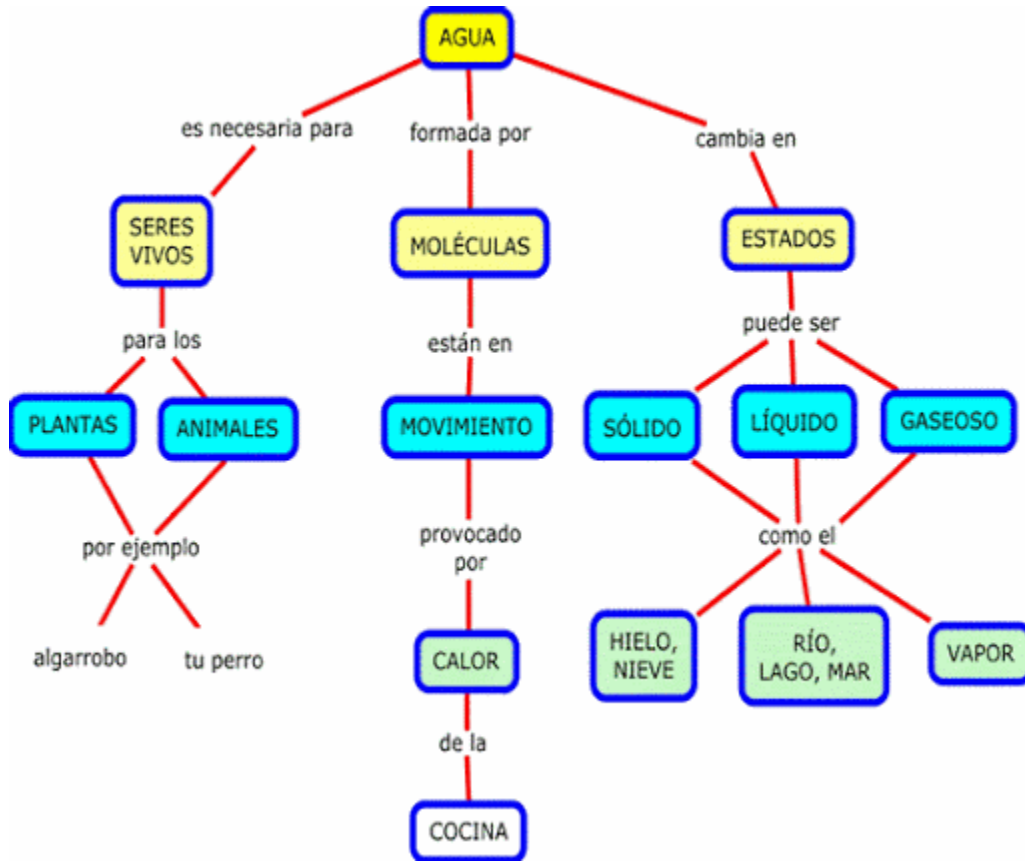 AGUA
es necesaria para
formada por
cambia en
SERES
VIVOS
MOLÉCULAS
ESTADOS
para los
están en
puede ser
PLANTAS
ANIMALES
MOVIMIENTO
SÓLIDO
LÍQUIDO
GASEOSO
por ejemplo
provocado
por
como el
algarrobo
tu perro
CALOR
HIELO,
NIEVE
RÍO,
LAGO, MAR
VAPOR
de la
COCINA